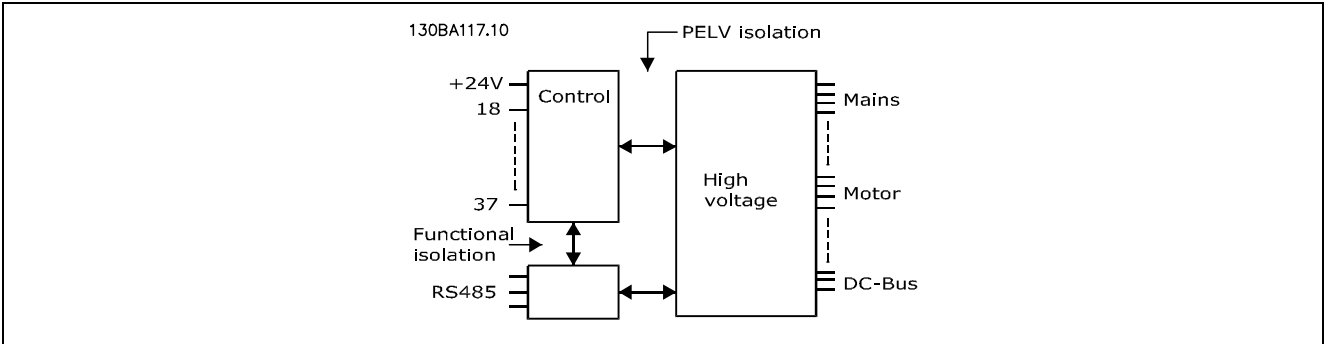 130BA117.10
PELV isolation
+24V
Control
18
Mains
High
voltage
37
Motor
Functional
isolation
RS485
DC-Bus